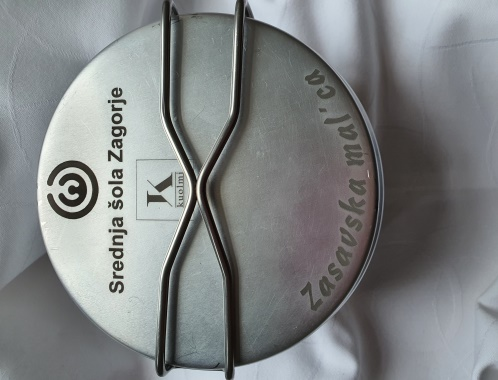 Srednja šola Zagorje
K
kuolmi
Zasavska mal'ca